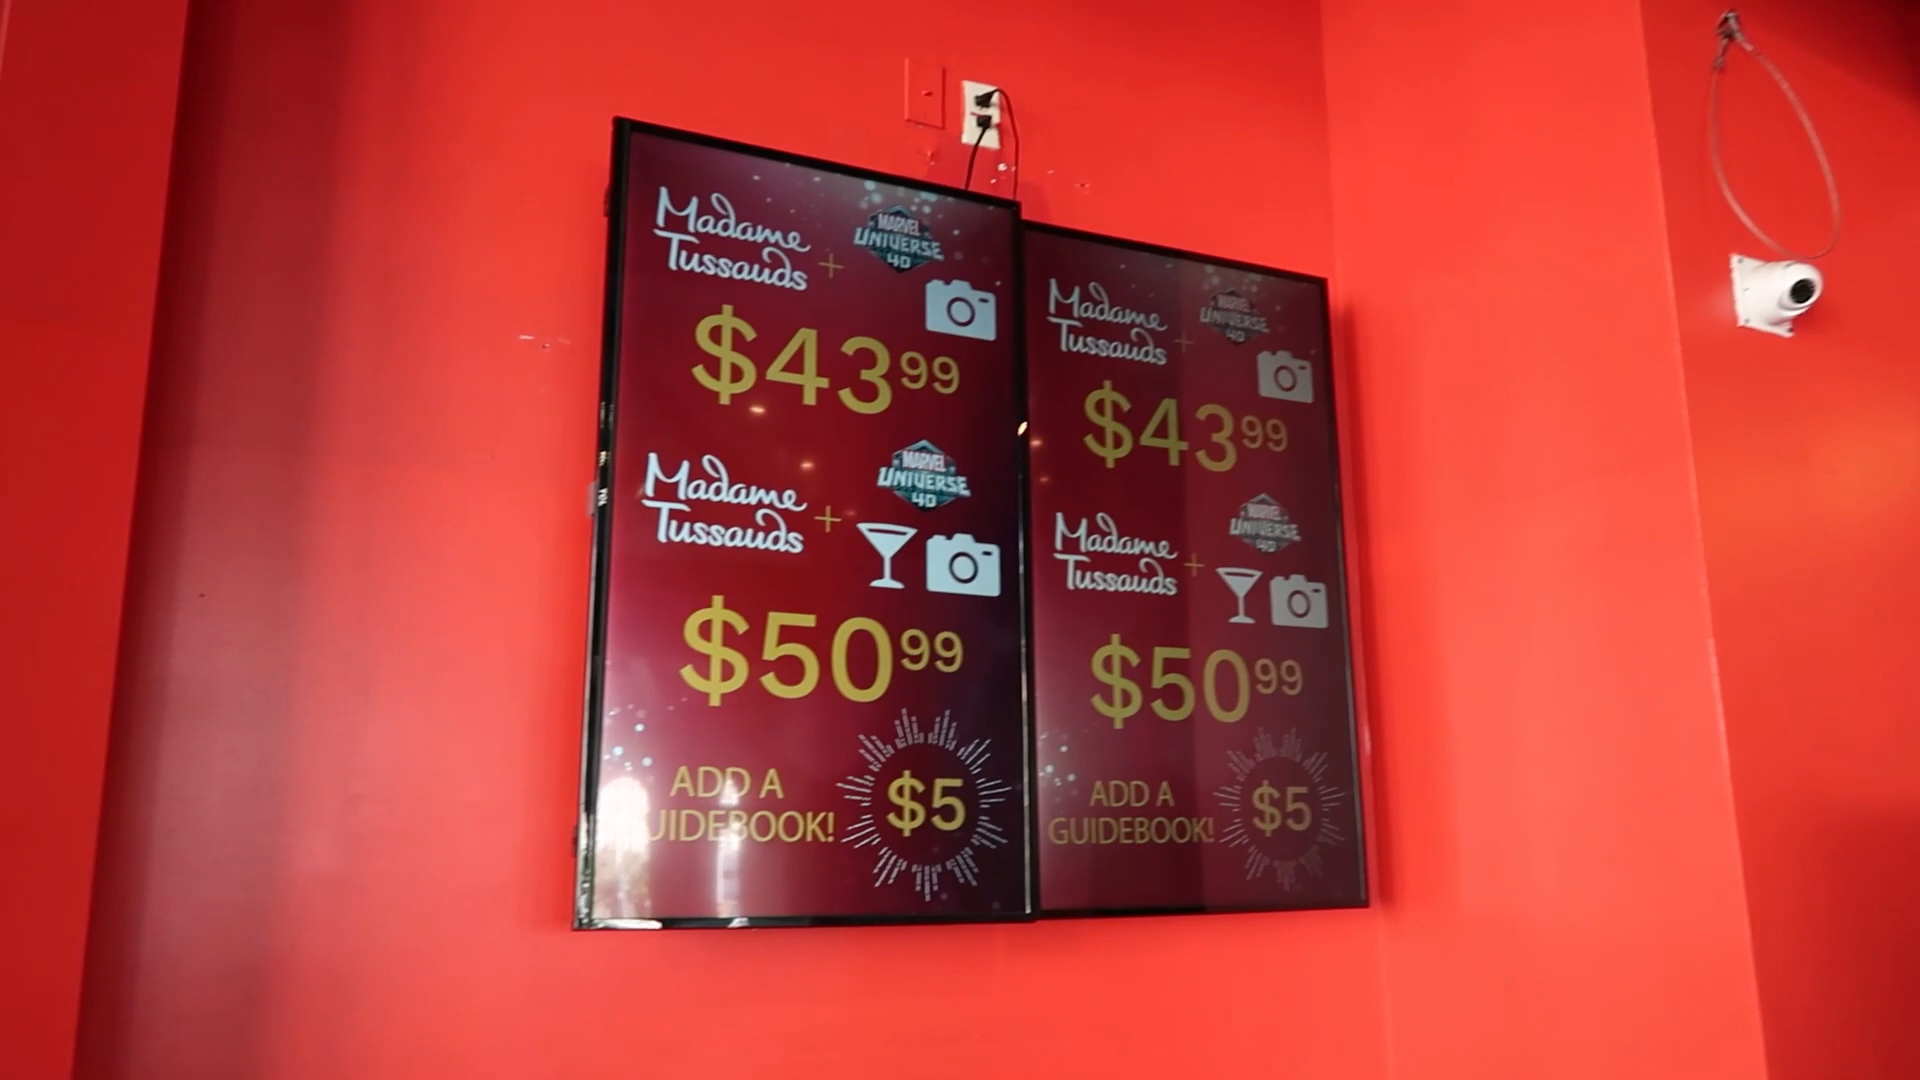 Madame
Tussauds +
MARVEL
UNIVERSE
4D
$43 99
Madame
Tussauds +
MARVEL
UNIVERSE
4D
$50 99
ADD A
UIDEBOOK!
$5
Madame
Tussauds +
MARVEL
UNIVERSE
4D
$43 99
Madame
Tussauds +
MARVEL
UNIVERSE
4D
$50 99
ADD A
GUIDEBOOK!
$5